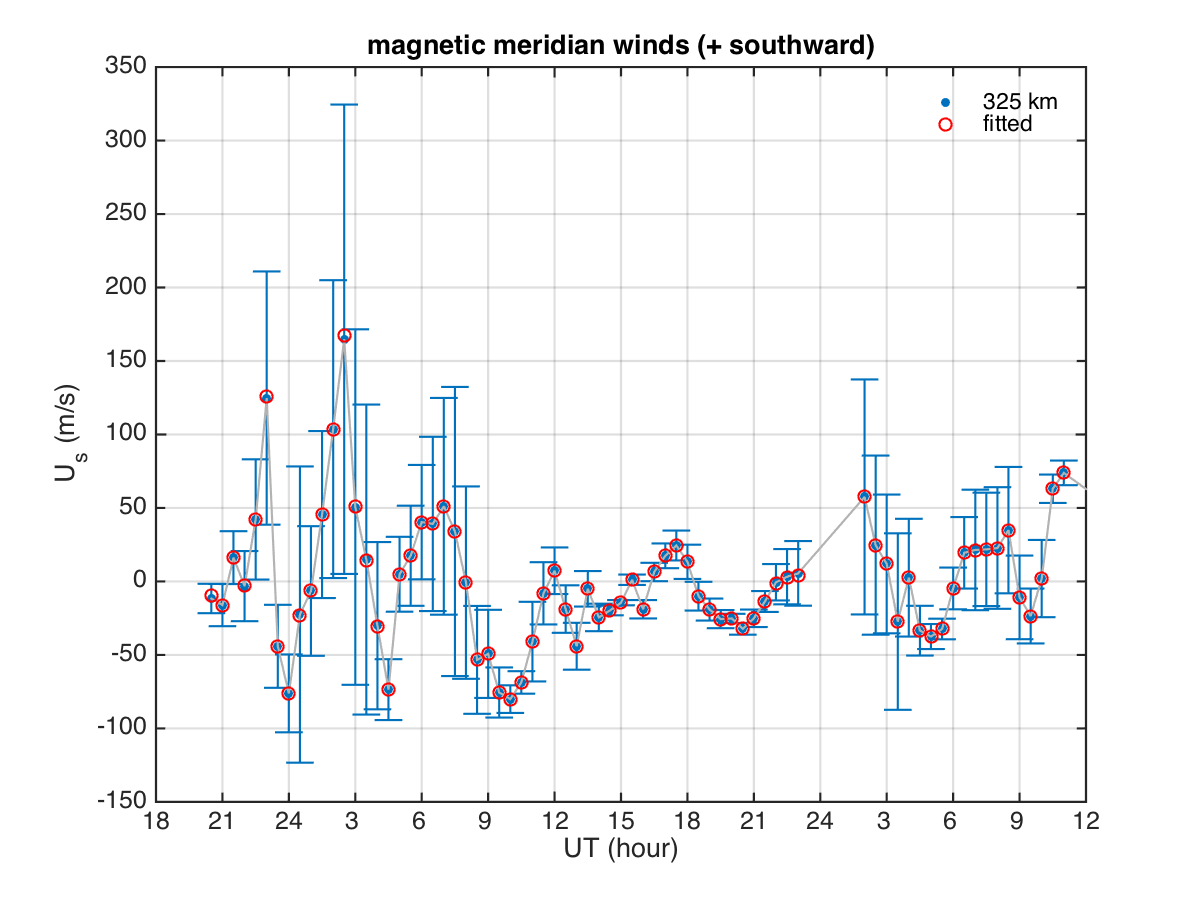 magnetic meridian winds (+ southward)
350
300
250
200
150
100
50
0
-50
-100
-150
U_s (m/s)
325 km
fitted
18 21 24 3 6 9 12 15 18 21 24 3 6 9 12
UT (hour)